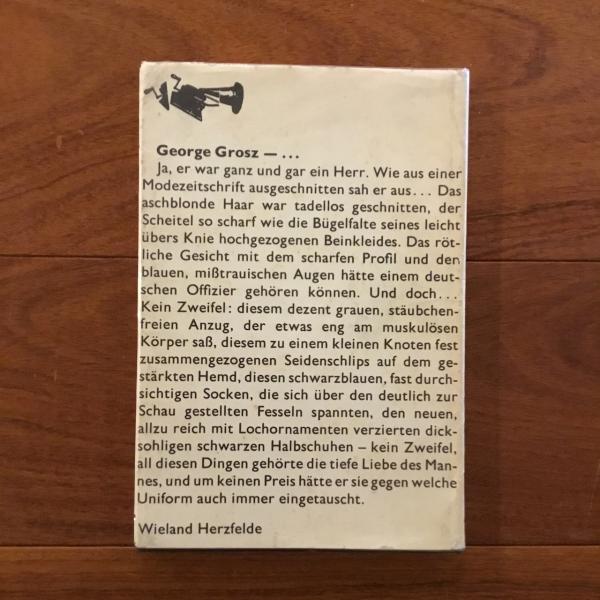 George Grosz — ...
Ja, er war ganz und gar ein Herr. Wie aus einer
Modezeitschrift ausgeschnitten sah er aus... Das
aschblonde Haar war tadellos geschnitten, der
Scheitel so scharf wie die Bügelfalte seines leicht
übers Knie hochgezogenen Beinkleides. Das röt-
liche Gesicht mit dem scharfen Profil und den
blauen, mißtrauischen Augen hätte einem deut-
schen Offizier gehören können. Und doch...
Kein Zweifel: diesem dezent grauen, stäubchen-
freien Anzug, der etwas eng am muskulösen
Körper saß, diesem zu einem kleinen Knoten fest
zusammengezogenen Seidenschlips auf dem ge-
stärkten Hemd, diesen schwarzblauen, fast durch-
sichtigen Socken, die sich über den deutlich zur
Schau gestellten Fesseln spannten, den neuen,
allzu reich mit Lochornamenten verzierten dick-
sohligen schwarzen Halbschuhen – kein Zweifel,
all diesen Dingen gehörte die tiefe Liebe des Man-
nes, und um keinen Preis hätte er sie gegen welche
Uniform auch immer eingetauscht.
Wieland Herzfelde